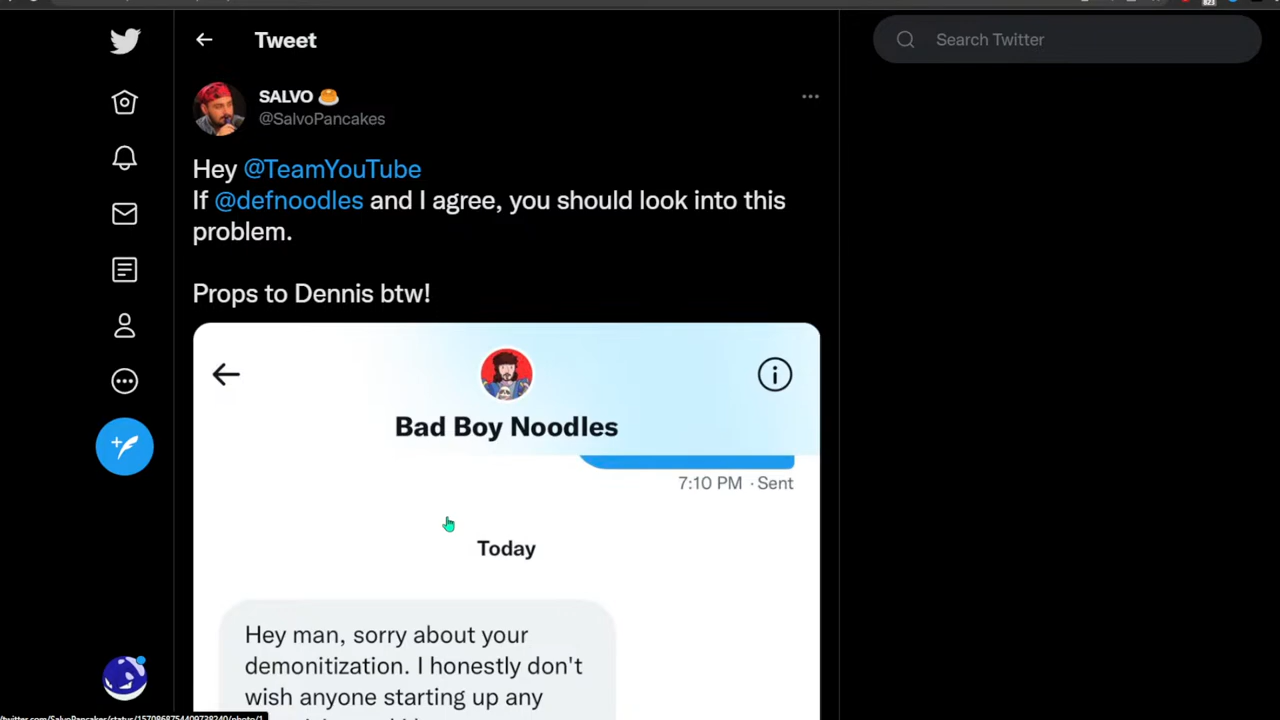 Tweet
Search Twitter
SALVO
@SalvoPancakes
Hey @TeamYouTube
If @defnoodles and I agree, you should look into this
problem.
Props to Dennis btw!
Bad Boy Noodles
7:10 PM · Sent
Today
Hey man, sorry about your
demonitization. I honestly don't
wish anyone starting up any